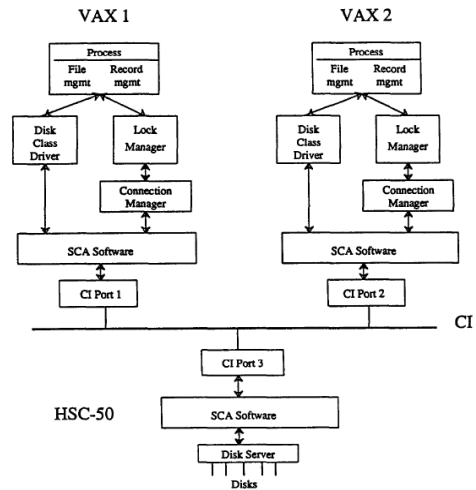 VAX 1
VAX 2
Process
File mgmt
Record mgmt
Process
File mgmt
Record mgmt
Disk Class Driver
Lock Manager
Disk Class Driver
Lock Manager
Connection Manager
Connection Manager
SCA Software
SCA Software
CI Port 1
CI Port 2
CI
CI Port 3
HSC-50
SCA Software
Disk Server
Disks